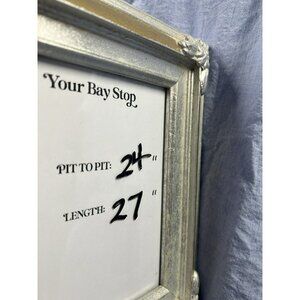 Your Bay Stop
PIT TO PIT: 24"
LENGTH: 27"